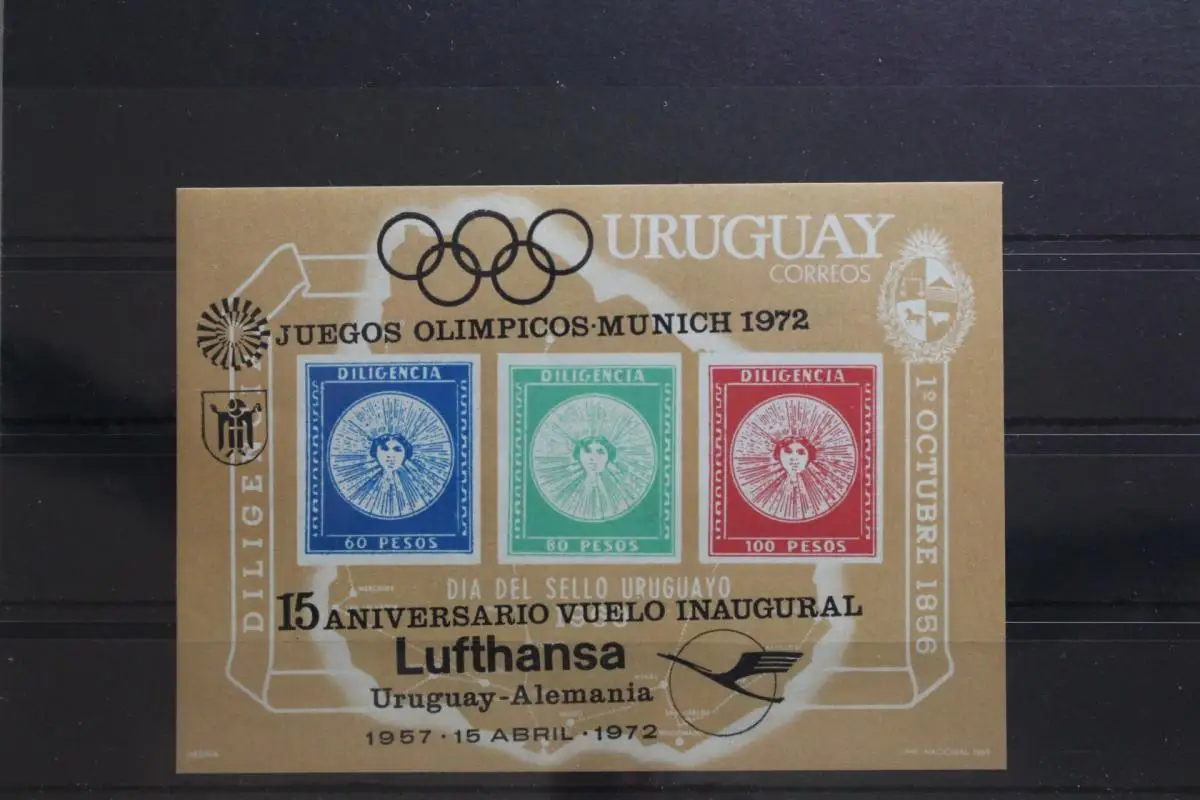 URUGUAY
CORREOS
JUEGOS OLIMPICOS·MUNICH 1972
DILIGENCIA
60 PESOS
DILIGENCIA
80 PESOS
DILIGENCIA
100 PESOS
1º OCTUBRE 1856
DIA DEL SELLO URUGUAYO
15 ANIVERSARIO VUELO INAUGURAL
Lufthansa
Uruguay-Alemania
1957·15 ABRIL·1972